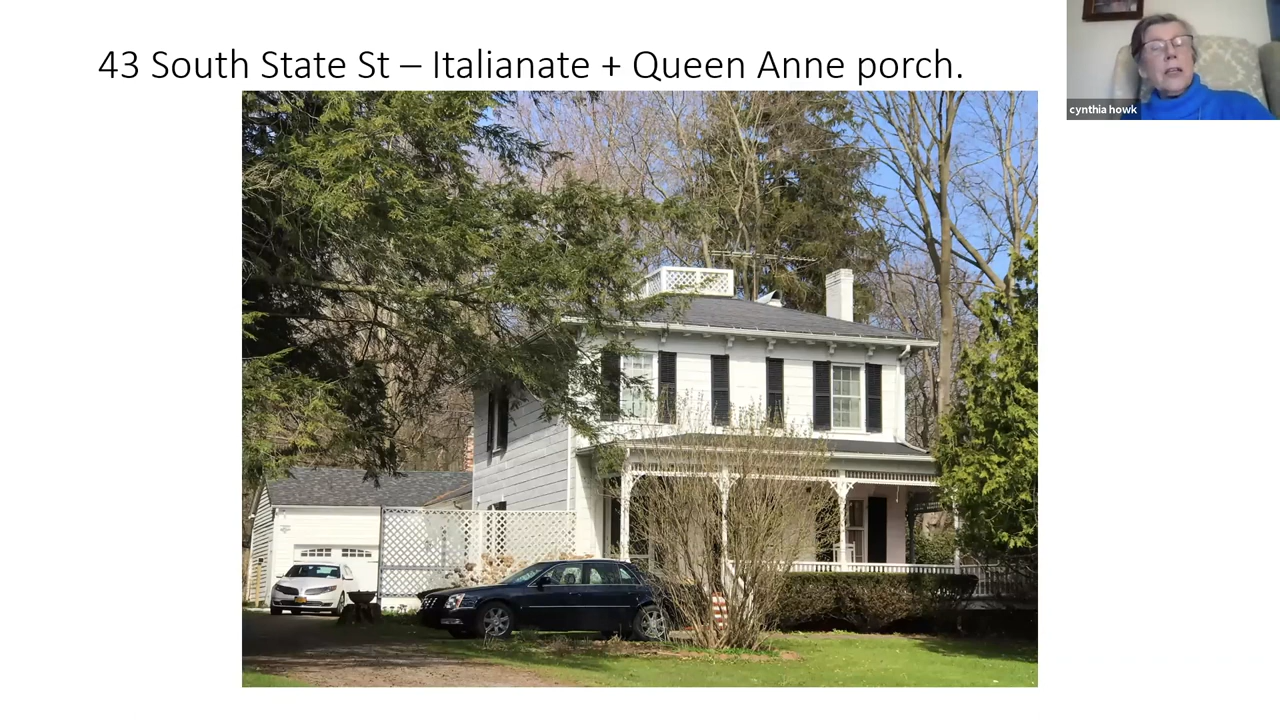 43 South State St – Italianate + Queen Anne porch.
cynthia howk